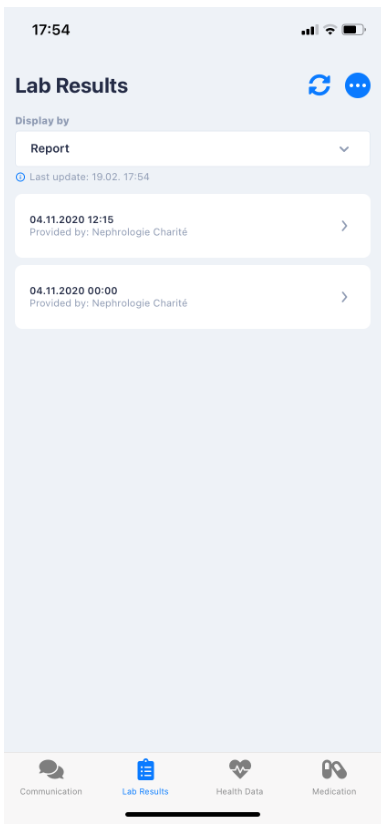 17:54
Lab Results
Display by
Report
Last update: 19.02. 17:54
04.11.2020 12:15
Provided by: Nephrologie Charité
04.11.2020 00:00
Provided by: Nephrologie Charité
Communication
Lab Results
Health Data
Medication